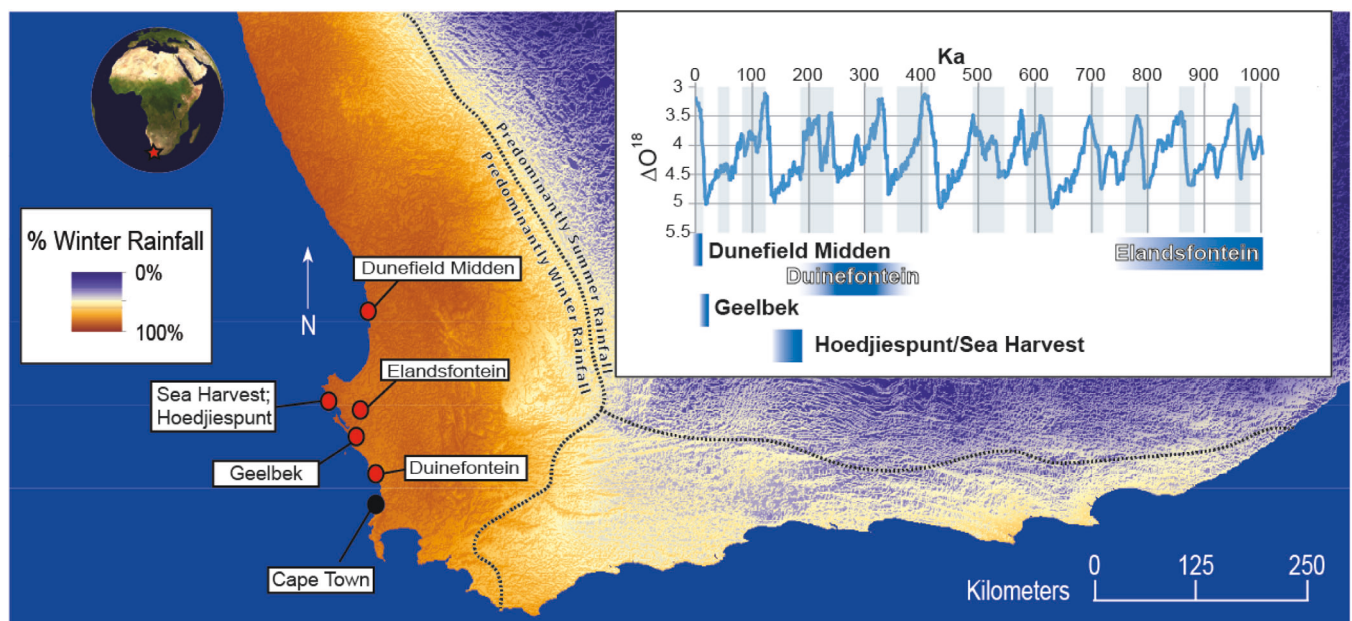 % Winter Rainfall
0%
100%
N
Predominantly Summer Rainfall
Predominantly Winter Rainfall
Dunefield Midden
Elandsfontein
Sea Harvest;
Hoedjiespunt
Geelbek
Duinefontein
Cape Town
Ka
0 100 200 300 400 500 600 700 800 900 1000
3
3.5
4
4.5
5
5.5
ΔO¹⁸
Dunefield Midden
Elandsfontein
Duinefontein
Geelbek
Hoedjiespunt/Sea Harvest
0 125 250
Kilometers